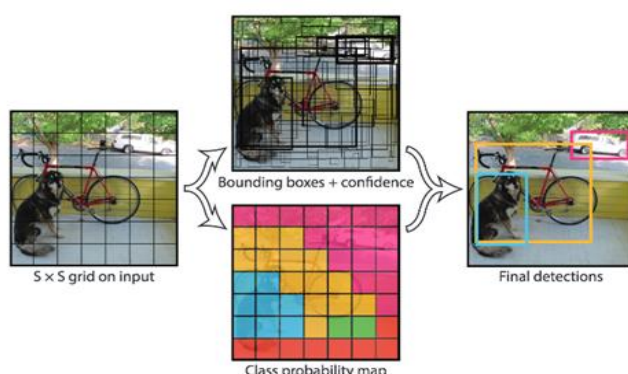 Bounding boxes + confidence
S × S grid on input
Final detections
Class probability map